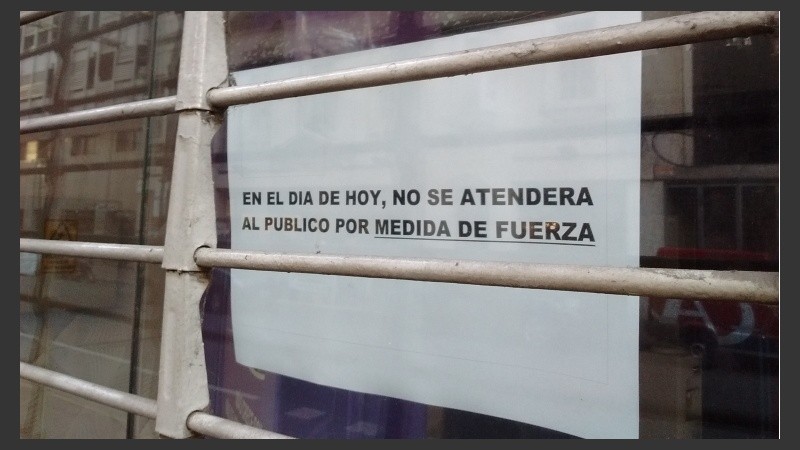 EN EL DIA DE HOY, NO SE ATENDERA
AL PUBLICO POR MEDIDA DE FUERZA